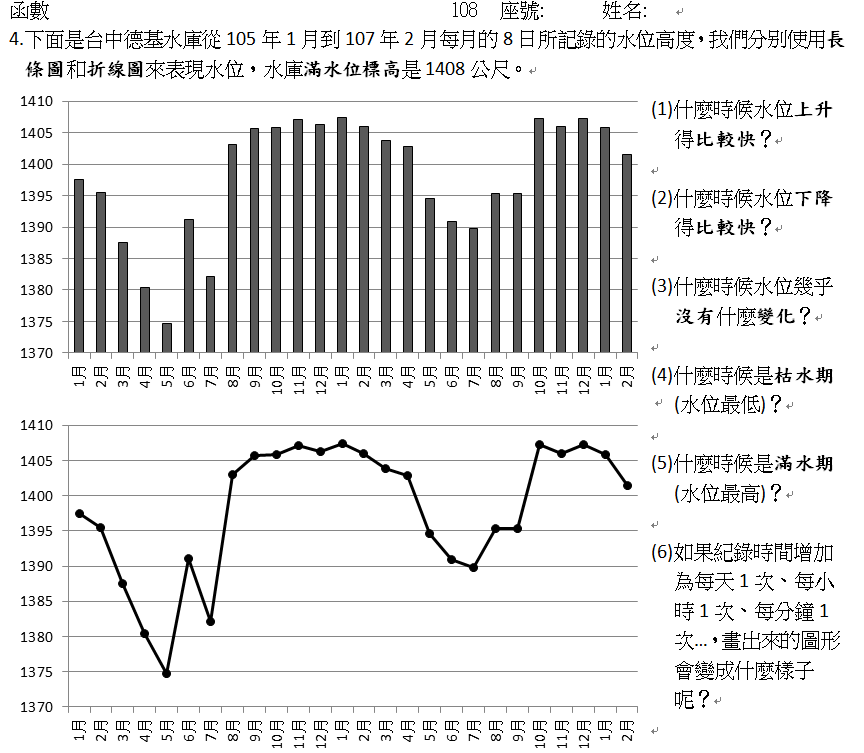 函數 108 座號: 姓名:
4.下面是台中德基水庫從 105 年 1 月到 107 年 2 月每月的 8 日所記錄的水位高度，我們分別使用長
條圖和折線圖來表現水位，水庫滿水位標高是 1408 公尺。
1410
1405
1400
1395
1390
1385
1380
1375
1370
1月 2月 3月 4月 5月 6月 7月 8月 9月 10月 11月 12月 1月 2月 3月 4月 5月 6月 7月 8月 9月 10月 11月 12月 1月 2月
1410
1405
1400
1395
1390
1385
1380
1375
1370
1月 2月 3月 4月 5月 6月 7月 8月 9月 10月 11月 12月 1月 2月 3月 4月 5月 6月 7月 8月 9月 10月 11月 12月 1月 2月
(1)什麼時候水位上升
得比較快？
(2)什麼時候水位下降
得比較快？
(3)什麼時候水位幾乎
沒有什麼變化？
(4)什麼時候是枯水期
(水位最低)？
(5)什麼時候是滿水期
(水位最高)？
(6)如果紀錄時間增加
為每天 1 次、每小
時 1 次、每分鐘 1
次…，畫出來的圖形
會變成什麼樣子
呢？